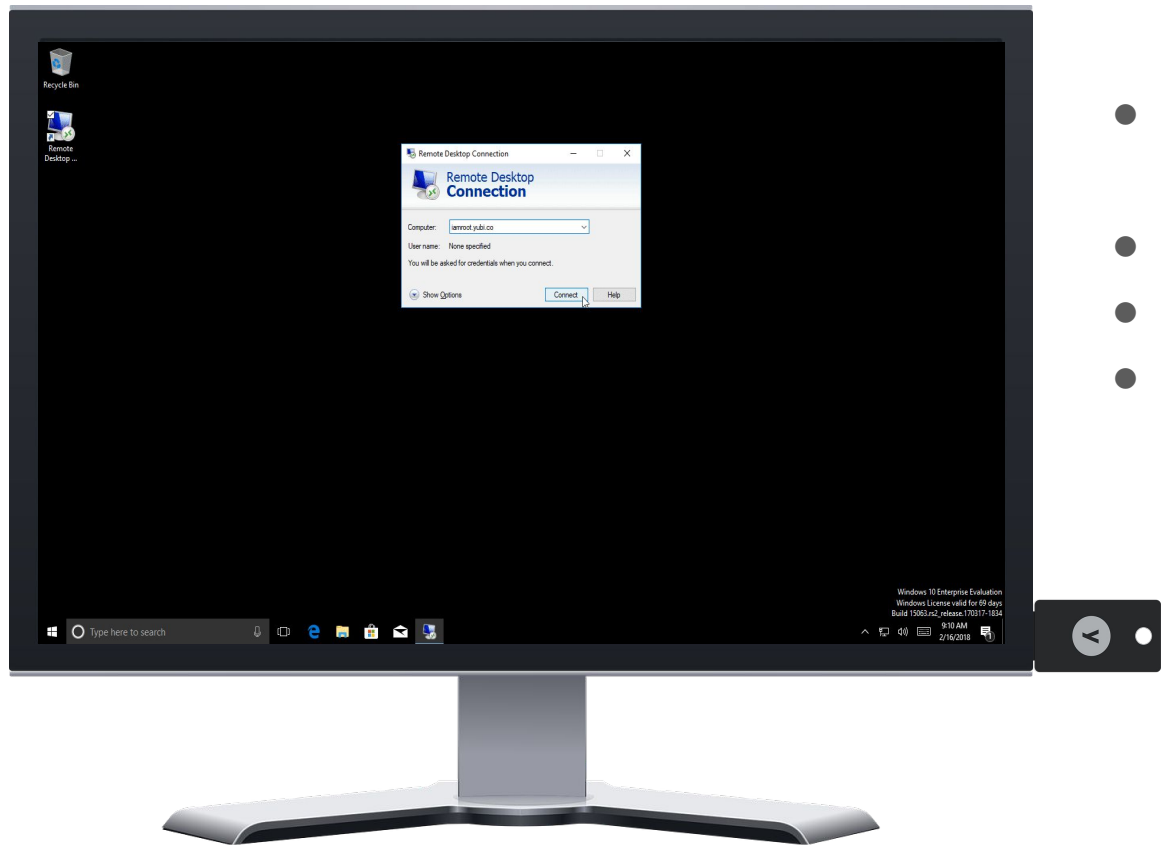 Recycle Bin
Remote
Desktop ...
Remote Desktop Connection
Remote Desktop
Connection
Computer: iamroot.yubi.co
User name: None specified
You will be asked for credentials when you connect.
Show Options
Connect
Help
Windows 10 Enterprise Evaluation
Windows License valid for 69 days
Build 15063.rs2_release.170317-1834
Type here to search
9:10 AM
2/16/2018
1
Y